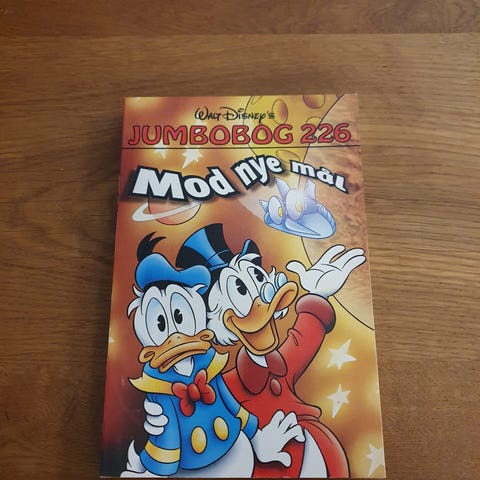 Walt Disney's
JUMBOBOG 226
Mod nye mål